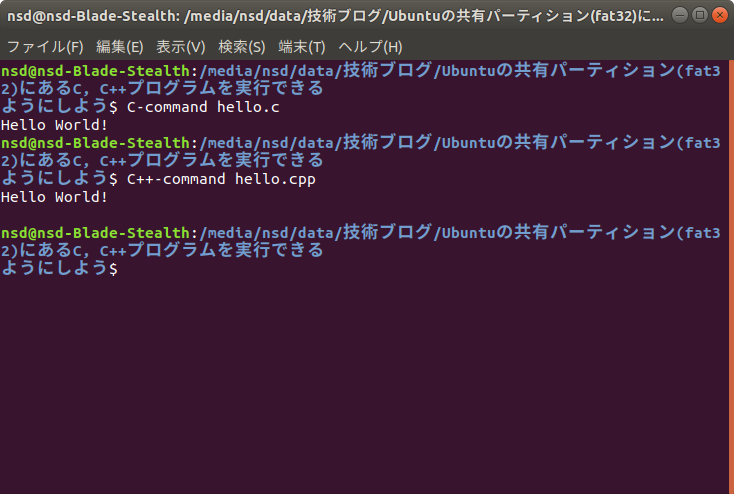 nsd@nsd-Blade-Stealth: /media/nsd/data/技術ブログ/Ubuntuの共有パーティション(fat32)に...
ファイル(F) 編集(E) 表示(V) 検索(S) 端末(T) ヘルプ(H)
nsd@nsd-Blade-Stealth:/media/nsd/data/技術ブログ/Ubuntuの共有パーティション(fat3
2)にあるC, C++プログラムを実行できる
ようにしよう$ C-command hello.c
Hello World!
nsd@nsd-Blade-Stealth:/media/nsd/data/技術ブログ/Ubuntuの共有パーティション(fat3
2)にあるC, C++プログラムを実行できる
ようにしよう$ C++-command hello.cpp
Hello World!
nsd@nsd-Blade-Stealth:/media/nsd/data/技術ブログ/Ubuntuの共有パーティション(fat3
2)にあるC, C++プログラムを実行できる
ようにしよう$